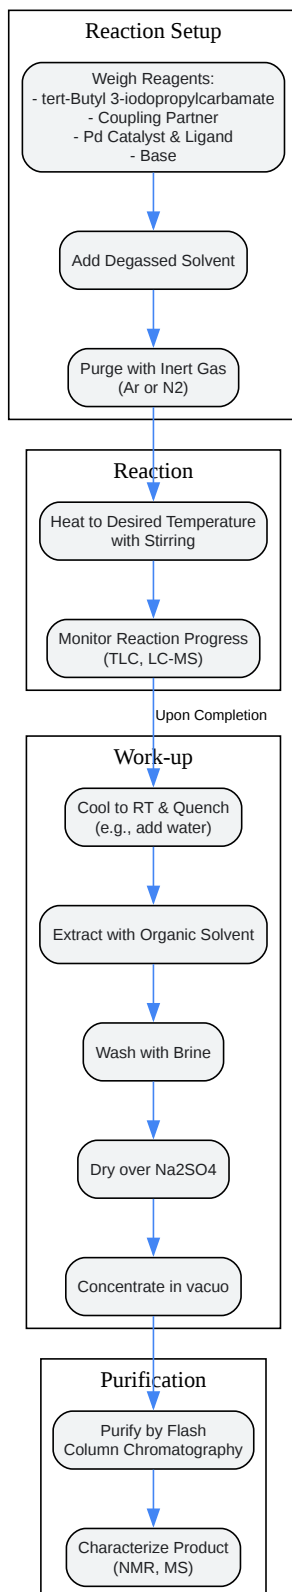 Reaction Setup
Weigh Reagents:
- tert-Butyl 3-iodopropylcarbamate
- Coupling Partner
- Pd Catalyst & Ligand
- Base
Add Degassed Solvent
Purge with Inert Gas
(Ar or N2)
Reaction
Heat to Desired Temperature
with Stirring
Monitor Reaction Progress
(TLC, LC-MS)
Upon Completion
Work-up
Cool to RT & Quench
(e.g., add water)
Extract with Organic Solvent
Wash with Brine
Dry over Na2SO4
Concentrate in vacuo
Purification
Purify by Flash
Column Chromatography
Characterize Product
(NMR, MS)